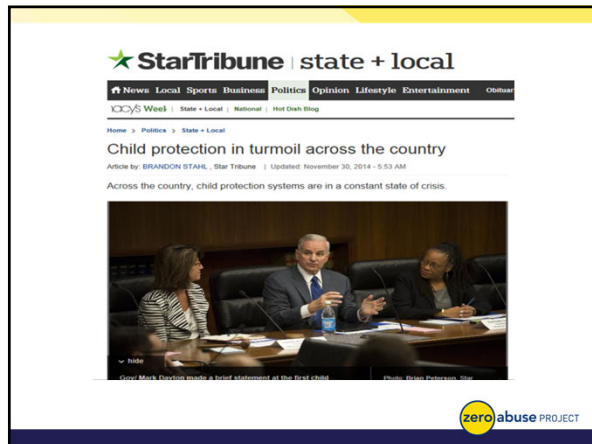 StarTribune | state + local
News Local Sports Business Politics Opinion Lifestyle Entertainment Obituar
macy's Week | State + Local | National | Hot Dish Blog
Home > Politics > State + Local
Child protection in turmoil across the country
Article by: BRANDON STAHL , Star Tribune | Updated: November 30, 2014 - 5:53 AM
Across the country, child protection systems are in a constant state of crisis.
hide
Gov/ Mark Dayton made a brief statement at the first child
Photo: Brian Peterson, Star
zero abuse PROJECT